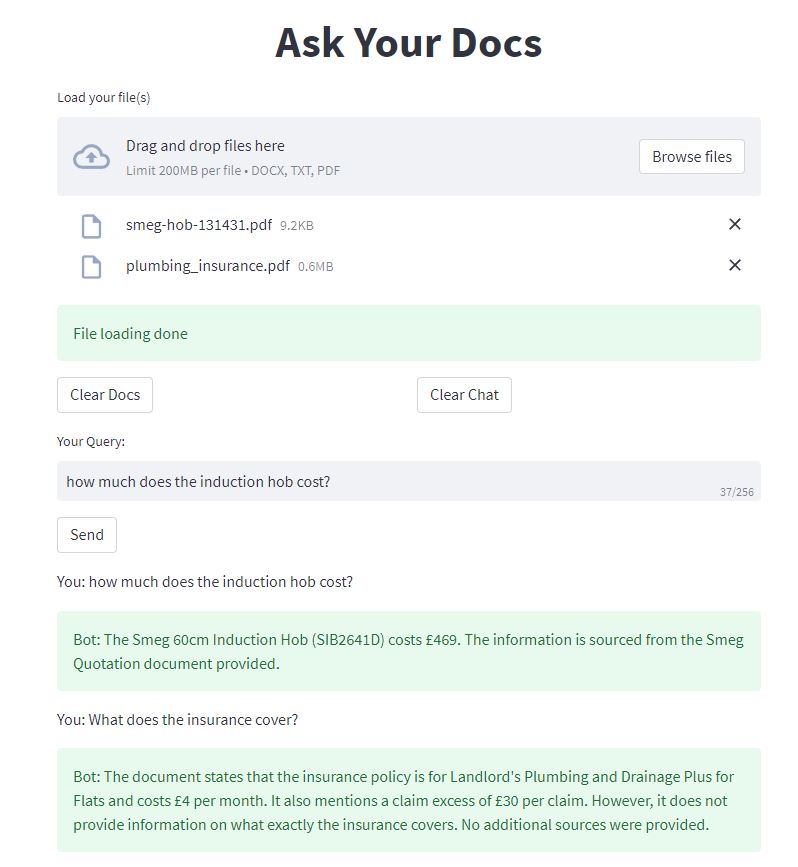 Ask Your Docs
Load your file(s)
Drag and drop files here
Limit 200MB per file • DOCX, TXT, PDF
Browse files
smeg-hob-131431.pdf 9.2KB
plumbing_insurance.pdf 0.6MB
File loading done
Clear Docs
Clear Chat
Your Query:
how much does the induction hob cost?
37/256
Send
You: how much does the induction hob cost?
Bot: The Smeg 60cm Induction Hob (SIB2641D) costs £469. The information is sourced from the Smeg
Quotation document provided.
You: What does the insurance cover?
Bot: The document states that the insurance policy is for Landlord's Plumbing and Drainage Plus for
Flats and costs £4 per month. It also mentions a claim excess of £30 per claim. However, it does not
provide information on what exactly the insurance covers. No additional sources were provided.